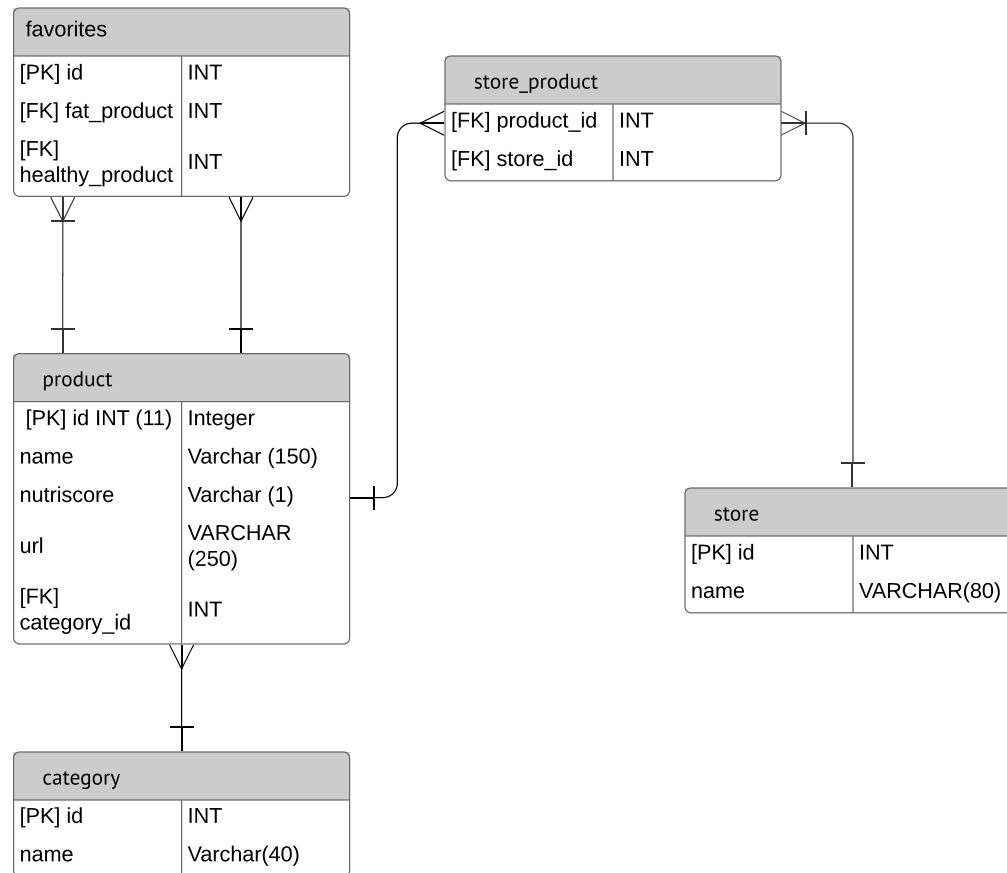 favorites
[PK] id INT
[FK] fat_product INT
[FK]
healthy_product INT
store_product
[FK] product_id INT
[FK] store_id INT
product
[PK] id INT (11) Integer
name Varchar (150)
nutriscore Varchar (1)
url VARCHAR
(250)
[FK]
category_id INT
store
[PK] id INT
name VARCHAR(80)
category
[PK] id INT
name Varchar(40)